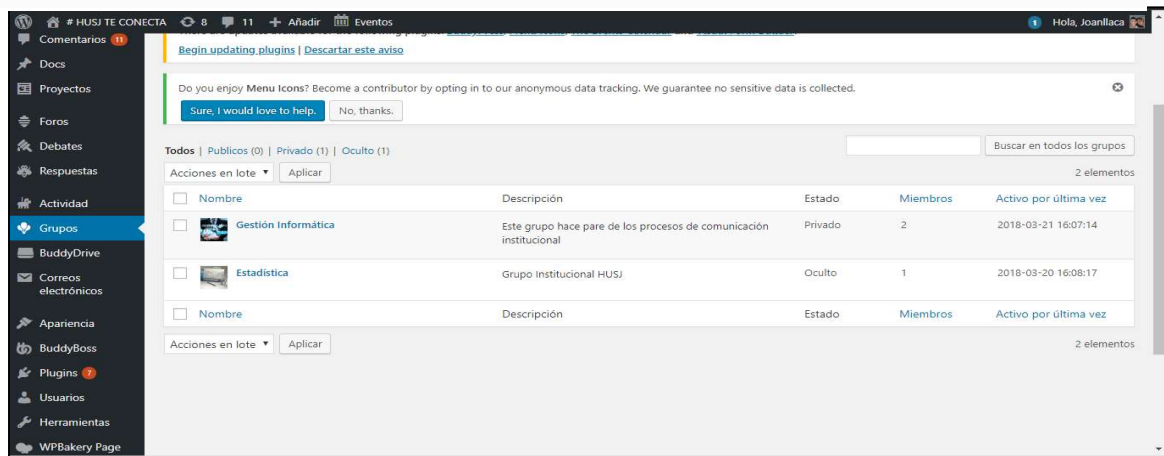 # HUSJ TE CONECTA 8 11 + Añadir Eventos 1 Hola, Joanllaca
Comentarios 11
Docs
Proyectos
Foros
Debates
Respuestas
Actividad
Grupos
BuddyDrive
Correos
electrónicos
Apariencia
BuddyBoss
Plugins 7
Usuarios
Herramientas
WPBakery Page
Begin updating plugins | Descartar este aviso
Do you enjoy Menu Icons? Become a contributor by opting in to our anonymous data tracking. We guarantee no sensitive data is collected.
Sure, I would love to help. No, thanks.
Todos | Publicos (0) | Privado (1) | Oculto (1) Buscar en todos los grupos
Acciones en lote Aplicar 2 elementos
Nombre Descripción Estado Miembros Activo por última vez
Gestión Informática Este grupo hace pare de los procesos de comunicación Privado 2 2018-03-21 16:07:14
institucional
Estadística Grupo Institucional HUSJ Oculto 1 2018-03-20 16:08:17
Nombre Descripción Estado Miembros Activo por última vez
Acciones en lote Aplicar 2 elementos